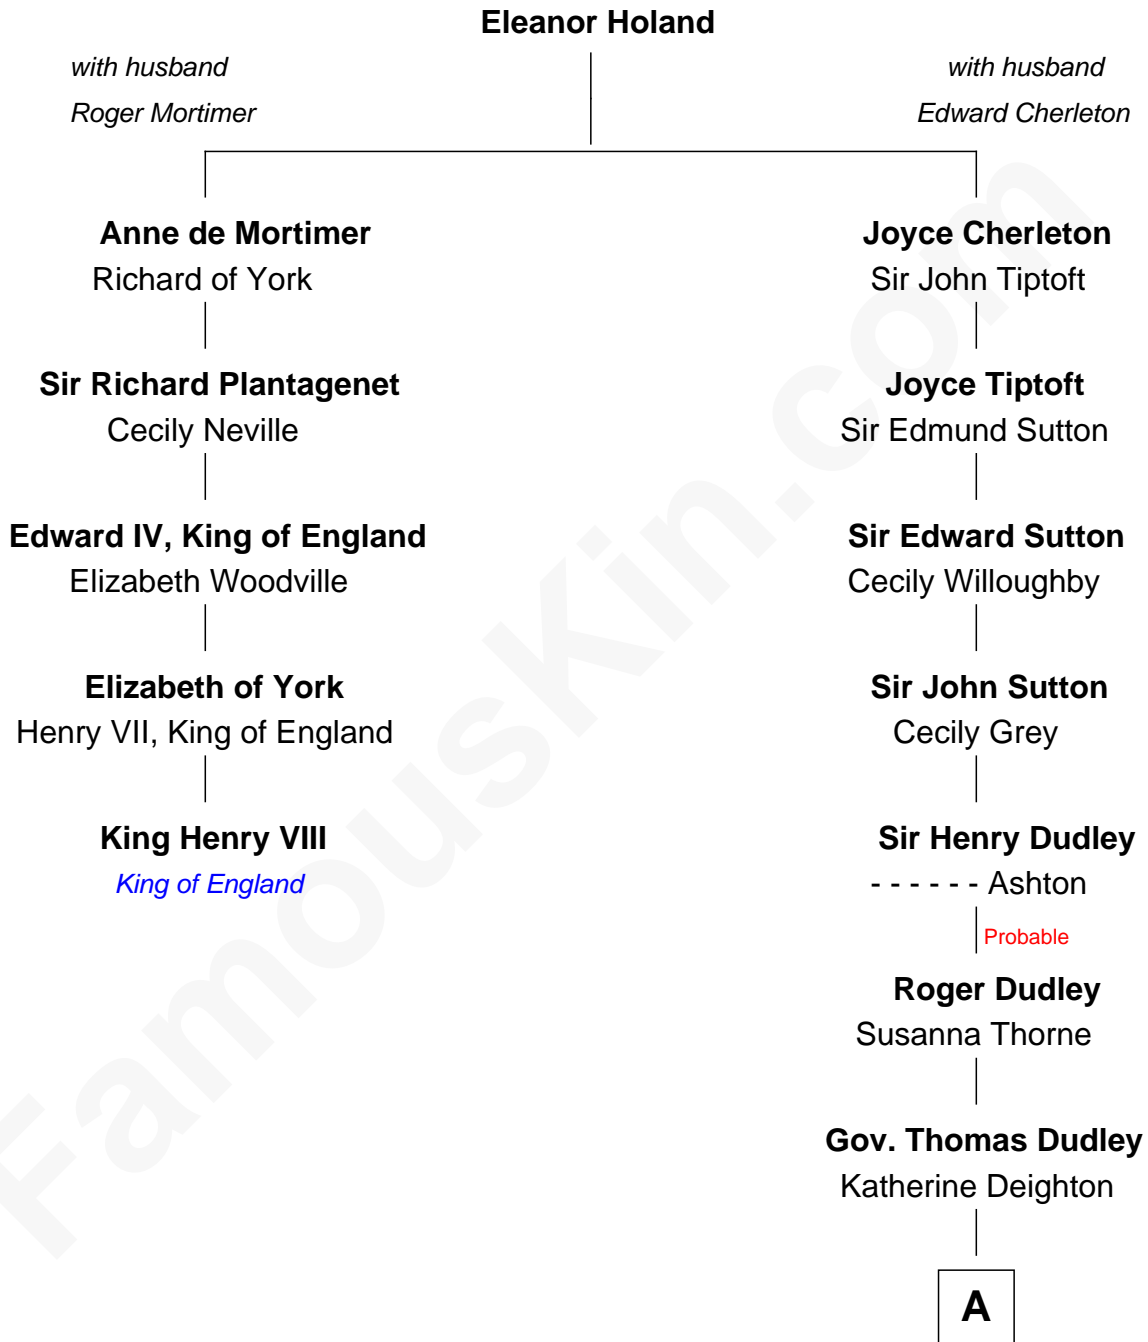 Eleanor Holand
with husband
Roger Mortimer
with husband
Edward Cherleton
Anne de Mortimer
Richard of York
Joyce Cherleton
Sir John Tiptoft
Sir Richard Plantagenet
Cecily Neville
Joyce Tiptoft
Sir Edmund Sutton
Edward IV, King of England
Elizabeth Woodville
Sir Edward Sutton
Cecily Willoughby
Elizabeth of York
Henry VII, King of England
Sir John Sutton
Cecily Grey
King Henry VIII
King of England
Sir Henry Dudley
- - - - - - Ashton
Probable
Roger Dudley
Susanna Thorne
Gov. Thomas Dudley
Katherine Deighton
A
FamousKin.com